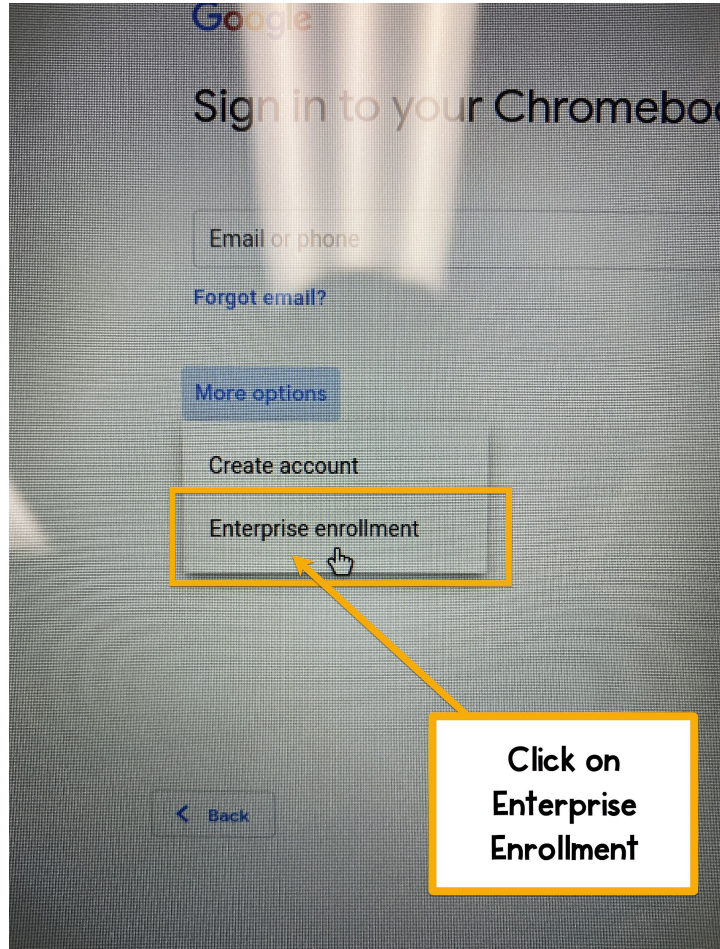 Google
Sign in to your Chromeboo
Email or phone
Forgot email?
More options
Create account
Enterprise enrollment
Back
Click on
Enterprise
Enrollment